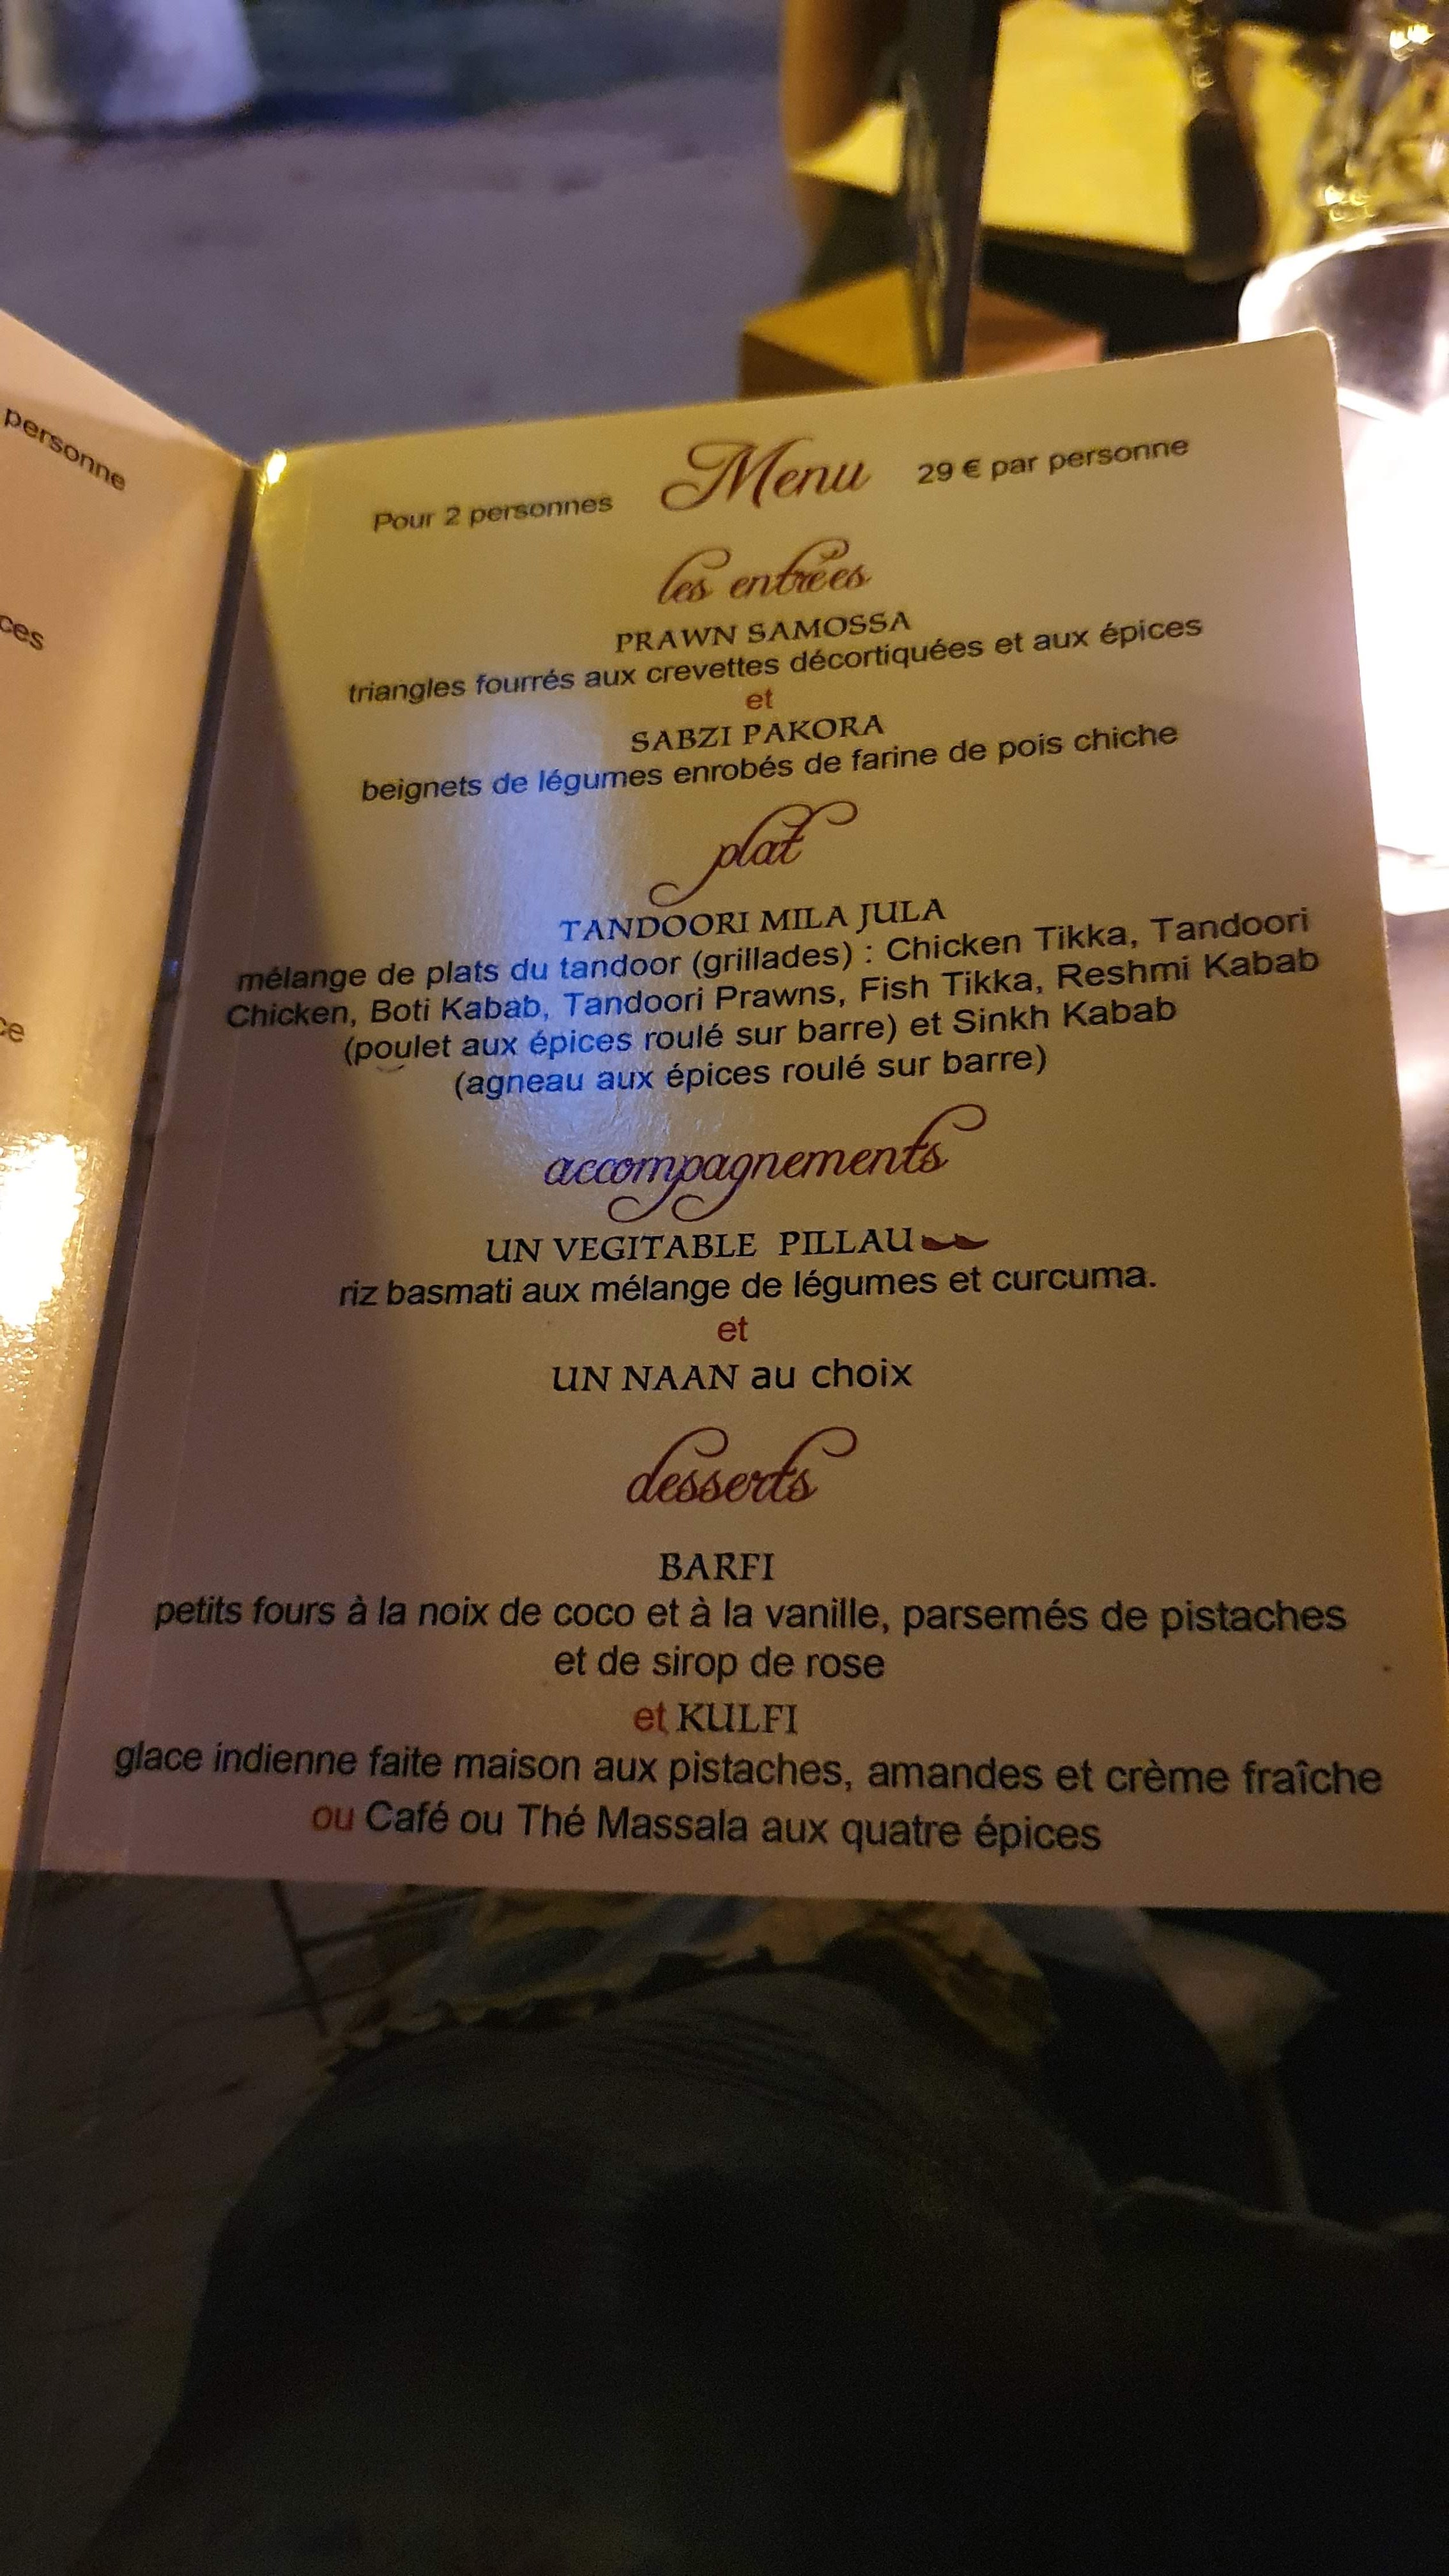 personne
ces
ce
Pour 2 personnes Menu 29 € par personne
les entrées
PRAWN SAMOSSA
triangles fourrés aux crevettes décortiquées et aux épices
et
SABZI PAKORA
beignets de légumes enrobés de farine de pois chiche
plat
TANDOORI MILA JULA
mélange de plats du tandoor (grillades) : Chicken Tikka, Tandoori
Chicken, Boti Kabab, Tandoori Prawns, Fish Tikka, Reshmi Kabab
(poulet aux épices roulé sur barre) et Sinkh Kabab
(agneau aux épices roulé sur barre)
accompagnements
UN VEGITABLE PILLAU
riz basmati aux mélange de légumes et curcuma.
et
UN NAAN au choix
desserts
BARFI
petits fours à la noix de coco et à la vanille, parsemés de pistaches
et de sirop de rose
et KULFI
glace indienne faite maison aux pistaches, amandes et crème fraîche
ou Café ou Thé Massala aux quatre épices